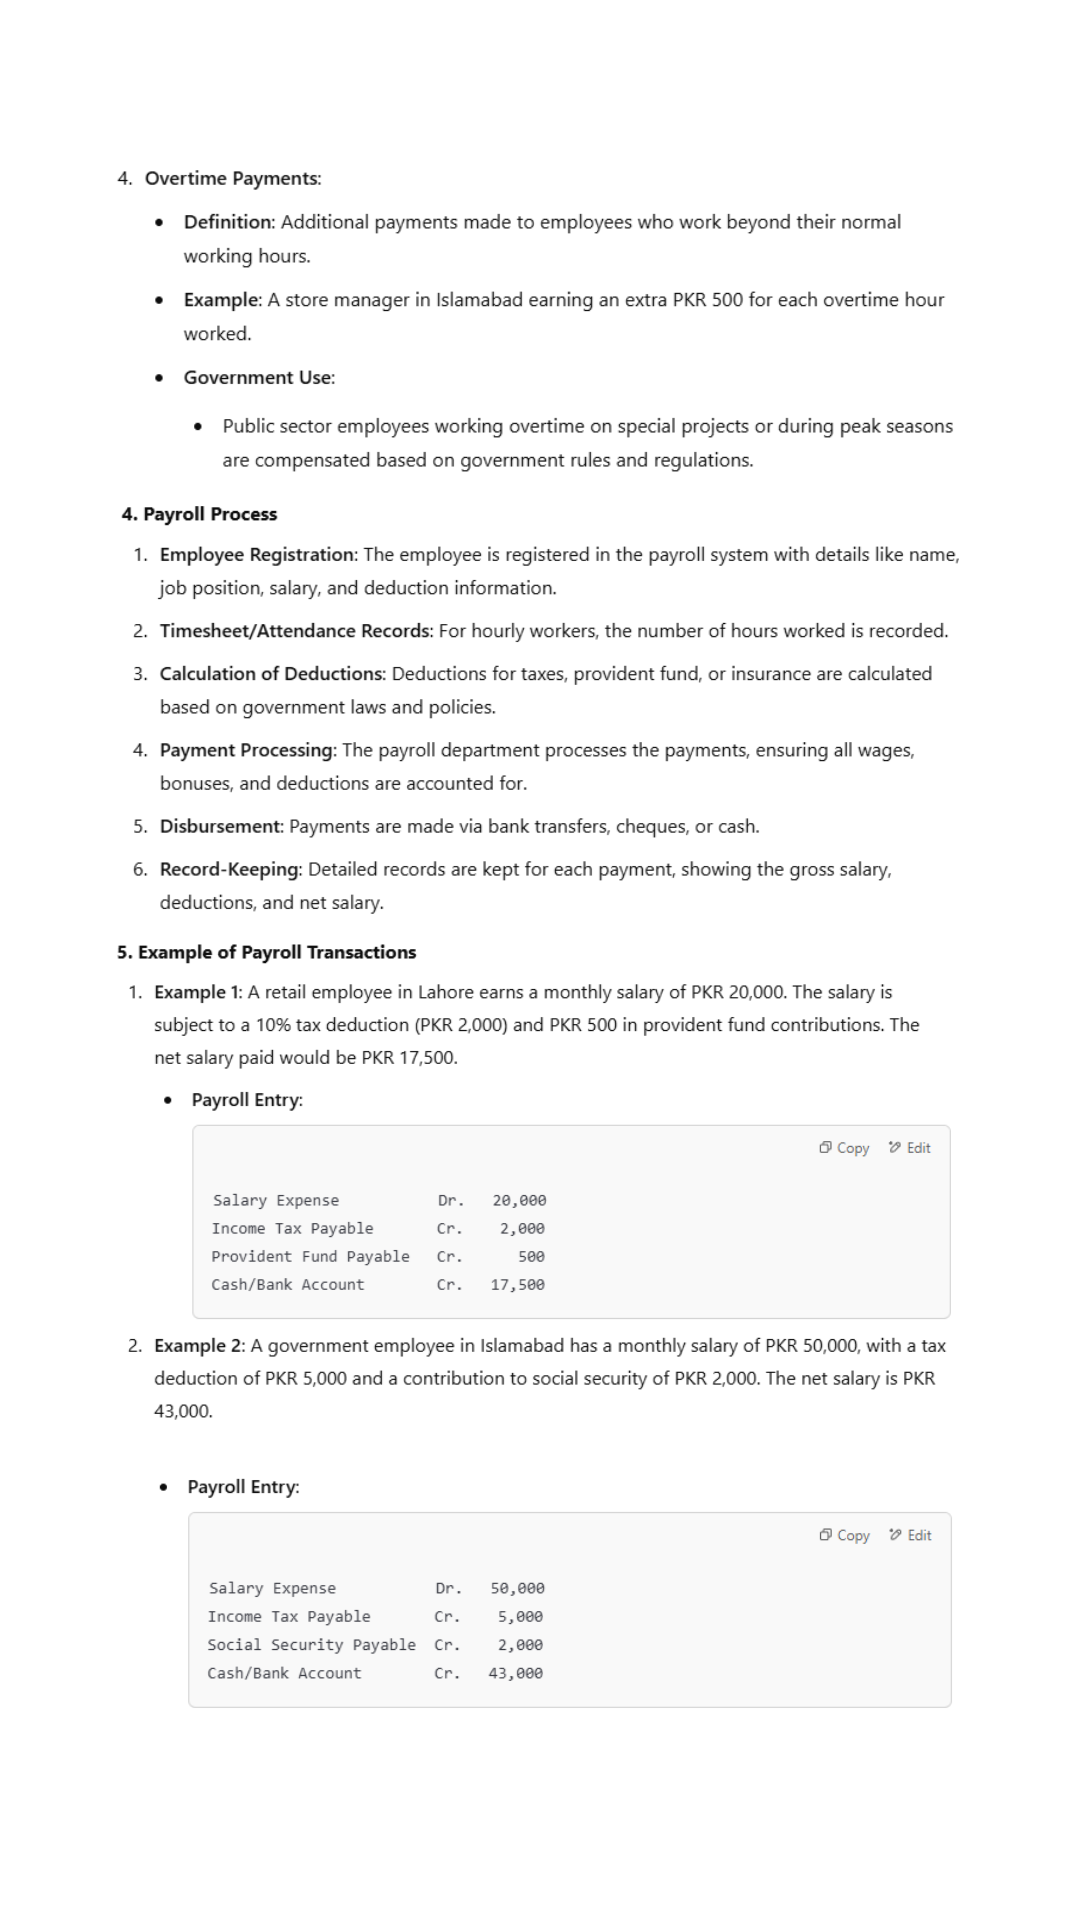 4. Overtime Payments:
• Definition: Additional payments made to employees who work beyond their normal
working hours.
• Example: A store manager in Islamabad earning an extra PKR 500 for each overtime hour
worked.
• Government Use:
• Public sector employees working overtime on special projects or during peak seasons
are compensated based on government rules and regulations.
4. Payroll Process
1. Employee Registration: The employee is registered in the payroll system with details like name,
job position, salary, and deduction information.
2. Timesheet/Attendance Records: For hourly workers, the number of hours worked is recorded.
3. Calculation of Deductions: Deductions for taxes, provident fund, or insurance are calculated
based on government laws and policies.
4. Payment Processing: The payroll department processes the payments, ensuring all wages,
bonuses, and deductions are accounted for.
5. Disbursement: Payments are made via bank transfers, cheques, or cash.
6. Record-Keeping: Detailed records are kept for each payment, showing the gross salary,
deductions, and net salary.
5. Example of Payroll Transactions
1. Example 1: A retail employee in Lahore earns a monthly salary of PKR 20,000. The salary is
subject to a 10% tax deduction (PKR 2,000) and PKR 500 in provident fund contributions. The
net salary paid would be PKR 17,500.
• Payroll Entry:
Copy Edit
Salary Expense Dr. 20,000
Income Tax Payable Cr. 2,000
Provident Fund Payable Cr. 500
Cash/Bank Account Cr. 17,500
2. Example 2: A government employee in Islamabad has a monthly salary of PKR 50,000, with a tax
deduction of PKR 5,000 and a contribution to social security of PKR 2,000. The net salary is PKR
43,000.
• Payroll Entry:
Copy Edit
Salary Expense Dr. 50,000
Income Tax Payable Cr. 5,000
Social Security Payable Cr. 2,000
Cash/Bank Account Cr. 43,000